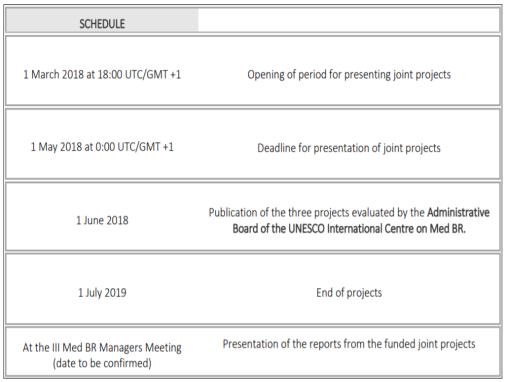 SCHEDULE
1 March 2018 at 18:00 UTC/GMT +1
Opening of period for presenting joint projects
1 May 2018 at 0:00 UTC/GMT +1
Deadline for presentation of joint projects
1 June 2018
Publication of the three projects evaluated by the Administrative
Board of the UNESCO International Centre on Med BR.
1 July 2019
End of projects
At the III Med BR Managers Meeting
(date to be confirmed)
Presentation of the reports from the funded joint projects